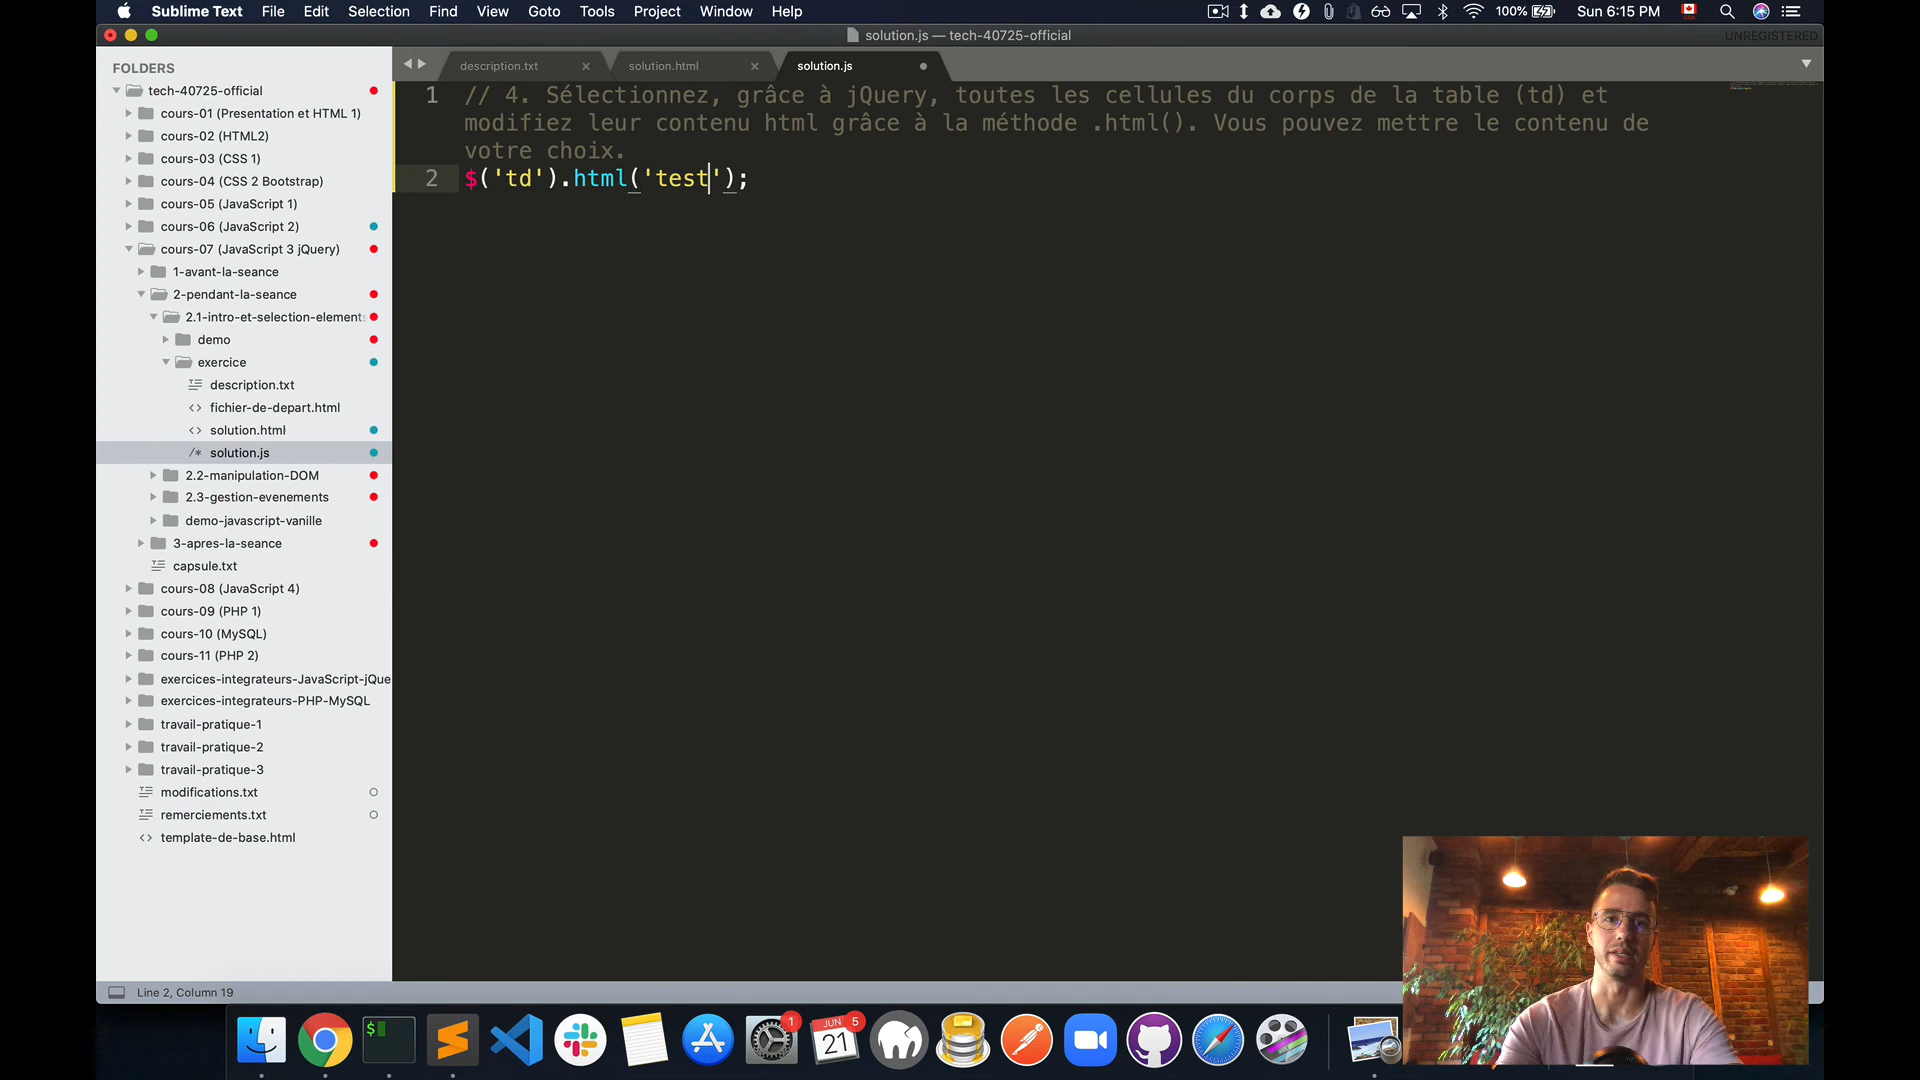 Sublime Text File Edit Selection Find View Goto Tools Project Window Help 100% Sun 6:15 PM
solution.js — tech-40725-official UNREGISTERED
FOLDERS
tech-40725-official
cours-01 (Presentation et HTML 1)
cours-02 (HTML2)
cours-03 (CSS 1)
cours-04 (CSS 2 Bootstrap)
cours-05 (JavaScript 1)
cours-06 (JavaScript 2)
cours-07 (JavaScript 3 jQuery)
1-avant-la-seance
2-pendant-la-seance
2.1-intro-et-selection-element
demo
exercice
description.txt
fichier-de-depart.html
solution.html
solution.js
2.2-manipulation-DOM
2.3-gestion-evenements
demo-javascript-vanille
3-apres-la-seance
capsule.txt
cours-08 (JavaScript 4)
cours-09 (PHP 1)
cours-10 (MySQL)
cours-11 (PHP 2)
exercices-integrateurs-JavaScript-jQue
exercices-integrateurs-PHP-MySQL
travail-pratique-1
travail-pratique-2
travail-pratique-3
modifications.txt
remerciements.txt
template-de-base.html
description.txt solution.html solution.js
1 // 4. Sélectionnez, grâce à jQuery, toutes les cellules du corps de la table (td) et
modifiez leur contenu html grâce à la méthode .html(). Vous pouvez mettre le contenu de
votre choix.
2 $('td').html('test');
Line 2, Column 19
1
JUN 5
21